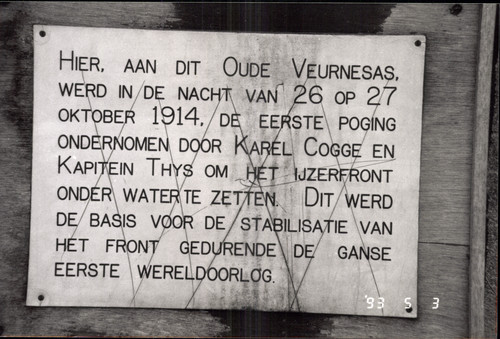 HIER, AAN DIT OUDE VEURNESAS,
WERD IN DE NACHT VAN 26 OP 27
OKTOBER 1914, DE EERSTE POGING
ONDERNOMEN DOOR KAREL COGGE EN
KAPITEIN THYS OM HET IJZERFRONT
ONDER WATER TE ZETTEN. DIT WERD
DE BASIS VOOR DE STABILISATIE VAN
HET FRONT GEDURENDE DE GANSE
EERSTE WERELDOORLOG.
'93 5 3